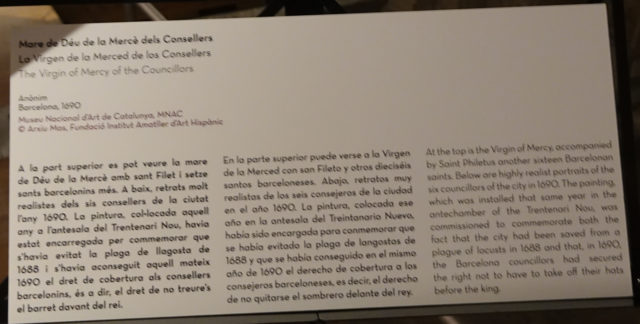 Mare de Déu de la Mercè dels Consellers
La Virgen de la Merced de los Consellers
The Virgin of Mercy of the Councillors
Anònim
Barcelona, 1690
Museu Nacional d'Art de Catalunya, MNAC
© Arxiu Mas, Fundació Institut Amatller d'Art Hispànic
A la part superior es pot veure la mare
de Déu de la Mercè amb sant Filet i setze
sants barcelonins més. A baix, retrats molt
realistes dels sis consellers de la ciutat
l'any 1690. La pintura, col·locada aquell
any a l'antesala del Trentenari Nou, havia
estat encarregada per commemorar que
s'havia evitat la plaga de llagosta de
1688 i s'havia aconseguit aquell mateix
1690 el dret de cobertura als consellers
barcelonins, és a dir, el dret de no treure's
el barret davant del rei.
En la parte superior puede verse a la Virgen
de la Merced con san Fileto y otros dieciséis
santos barceloneses. Abajo, retratos muy
realistas de los seis consejeros de la ciudad
en el año 1690. La pintura, colocada ese
año en la antesala del Treintanario Nuevo,
había sido encargada para conmemorar que
se había evitado la plaga de langostas de
1688 y que se había conseguido en el mismo
año de 1690 el derecho de cobertura a los
consejeros barceloneses, es decir, el derecho
de no quitarse el sombrero delante del rey.
At the top is the Virgin of Mercy, accompanied
by Saint Philetus another sixteen Barcelonan
saints. Below are highly realist portraits of the
six councillors of the city in 1690. The painting,
which was installed that same year in the
antechamber of the Trentenari Nou, was
commissioned to commemorate both the
fact that the city had been saved from a
plague of locusts in 1688 and that, in 1690,
the Barcelona councillors had secured
the right not to have to take off their hats
before the king.